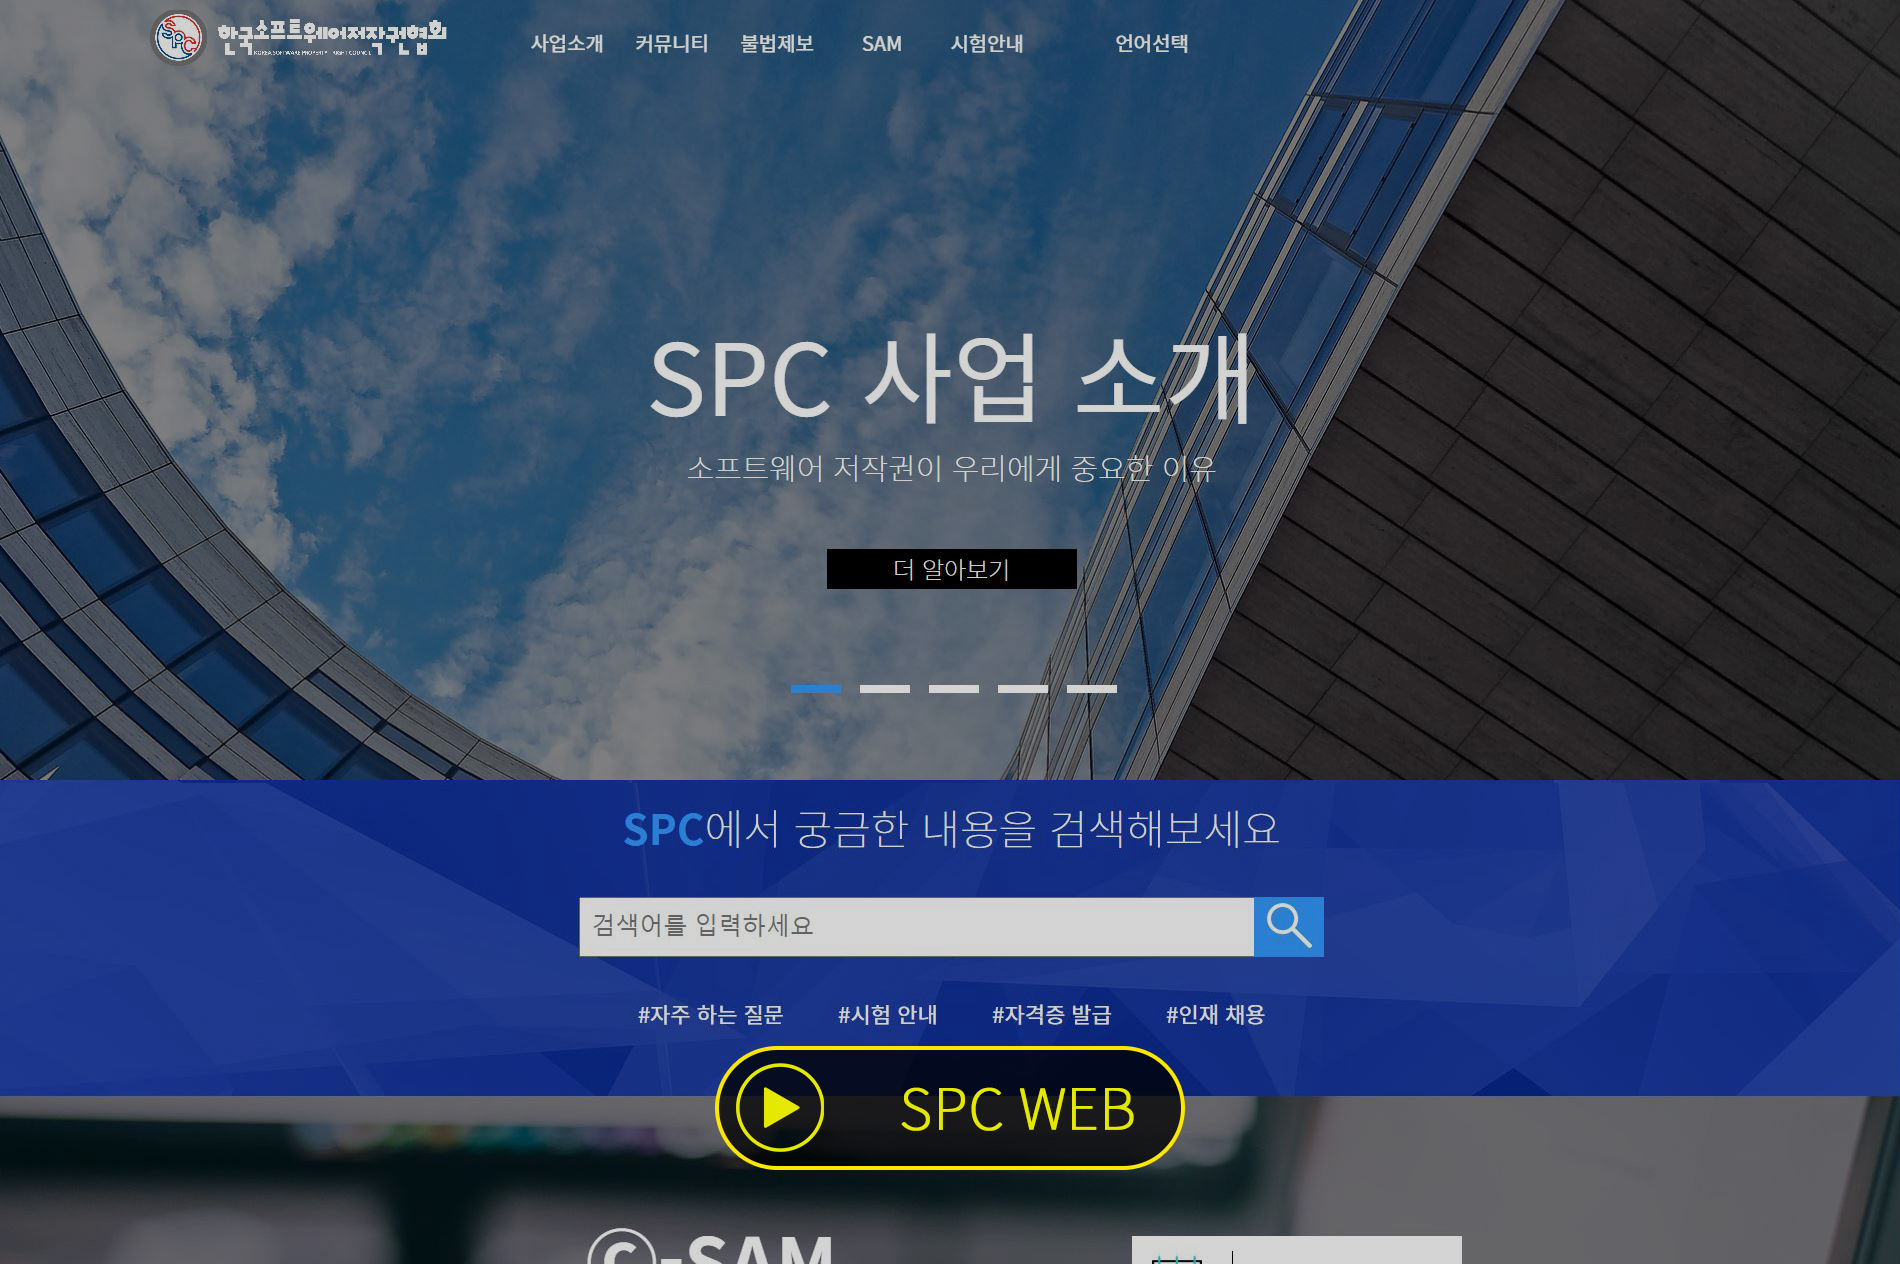 SPC
한국소프트웨어저작권협회
KOREA SOFTWARE PROPERTY RIGHT COUNCIL
사업소개 커뮤니티 불법제보 SAM 시험안내 언어선택
SPC 사업 소개
소프트웨어 저작권이 우리에게 중요한 이유
더 알아보기
SPC에서 궁금한 내용을 검색해보세요
검색어를 입력하세요
#자주 하는 질문 #시험 안내 #자격증 발급 #인재 채용
SPC WEB
ⓒ-SAM